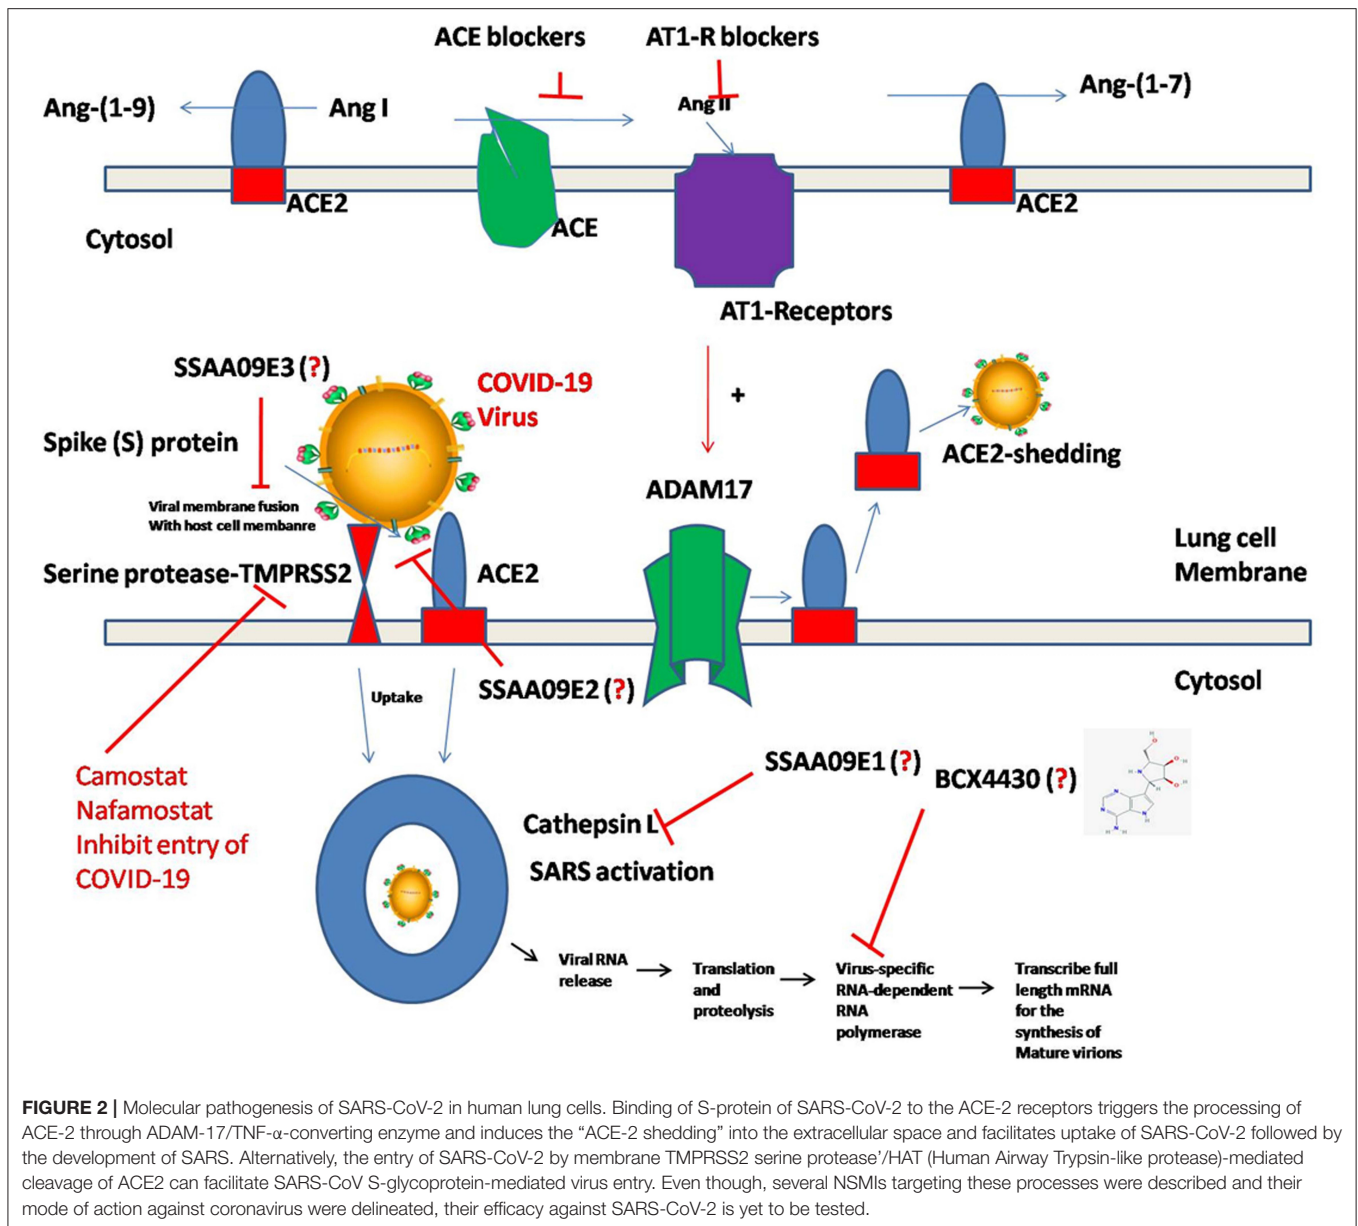 ACE blockers
AT1-R blockers
Ang-(1-9)
Ang I
Ang II
Ang-(1-7)
ACE2
ACE
ACE2
Cytosol
AT1-Receptors
SSAA09E3 (?)
COVID-19
Virus
Spike (S) protein
+
ACE2-shedding
Viral membrane fusion
With host cell membanre
ADAM17
Serine protease-TMPRSS2
ACE2
Lung cell
Membrane
Uptake
SSAA09E2 (?)
Cytosol
Camostat
Nafamostat
Inhibit entry of
COVID-19
SSAA09E1 (?)
BCX4430 (?)
H
O
H
N
O
H
O
H
H
N
N
N
H
N
H
H
Cathepsin L
SARS activation
Viral RNA
release
Translation
and
proteolysis
Virus-specific
RNA-dependent
RNA
polymerase
Transcribe full
length mRNA
for the
synthesis of
Mature virions
FIGURE 2 | Molecular pathogenesis of SARS-CoV-2 in human lung cells. Binding of S-protein of SARS-CoV-2 to the ACE-2 receptors triggers the processing of
ACE-2 through ADAM-17/TNF-α-converting enzyme and induces the “ACE-2 shedding” into the extracellular space and facilitates uptake of SARS-CoV-2 followed by
the development of SARS. Alternatively, the entry of SARS-CoV-2 by membrane TMPRSS2 serine protease’/HAT (Human Airway Trypsin-like protease)-mediated
cleavage of ACE2 can facilitate SARS-CoV S-glycoprotein-mediated virus entry. Even though, several NSMIs targeting these processes were described and their
mode of action against coronavirus were delineated, their efficacy against SARS-CoV-2 is yet to be tested.